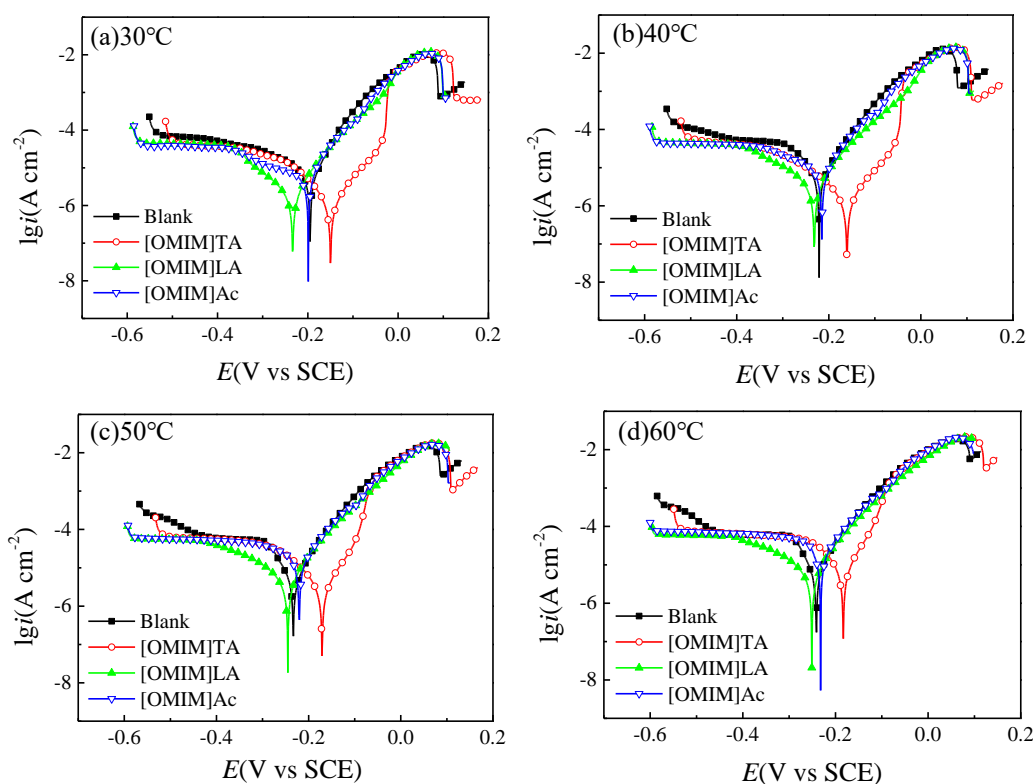 (a)30℃
-2
-4
-6
-8
lgi(A cm⁻²)
Blank
[OMIM]TA
[OMIM]LA
[OMIM]Ac
-0.6 -0.4 -0.2 0.0 0.2
E(V vs SCE)
(b)40℃
-2
-4
-6
-8
lgi(A cm⁻²)
Blank
[OMIM]TA
[OMIM]LA
[OMIM]Ac
-0.6 -0.4 -0.2 0.0 0.2
E(V vs SCE)
(c)50℃
-2
-4
-6
-8
lgi(A cm⁻²)
Blank
[OMIM]TA
[OMIM]LA
[OMIM]Ac
-0.6 -0.4 -0.2 0.0 0.2
E(V vs SCE)
(d)60℃
-2
-4
-6
-8
lgi(A cm⁻²)
Blank
[OMIM]TA
[OMIM]LA
[OMIM]Ac
-0.6 -0.4 -0.2 0.0 0.2
E(V vs SCE)